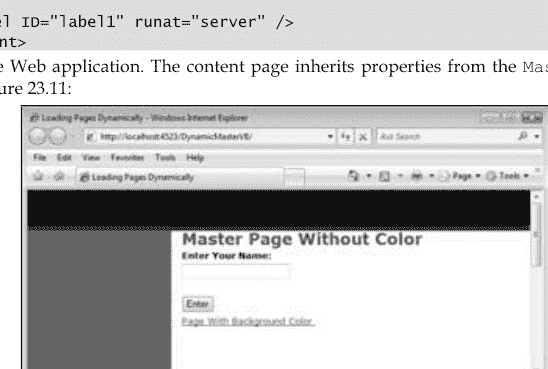 el ID="label1" runat="server" />
nt>
e Web application. The content page inherits properties from the Mas
ure 23.11:
Loading Pages Dynamically - Windows Internet Explorer
http://localhost:4523/DynamicMasterVB/
Ask Search
File Edit View Favorites Tools Help
Loading Pages Dynamically
Page Tools
Master Page Without Color
Enter Your Name:
Enter
Page With Background Color